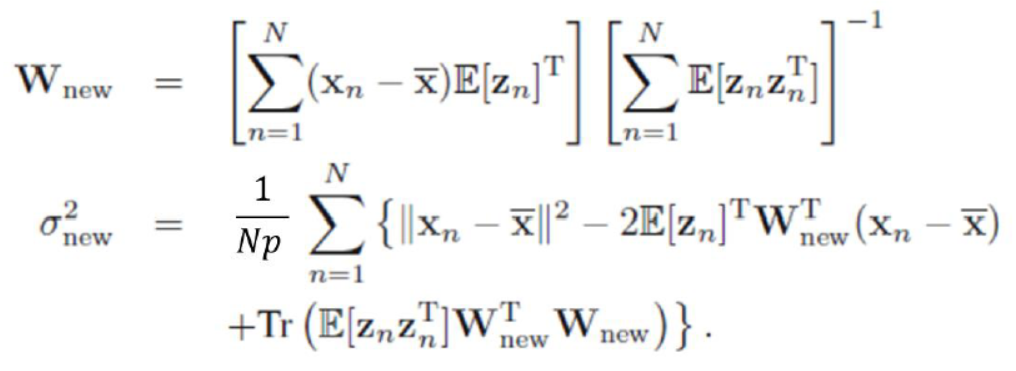 W_new = [ ∑_{n=1}^{N} (x_n − x̅)𝔼[z_n]^T ] [ ∑_{n=1}^{N} 𝔼[z_n z_n^T] ]^{−1}
σ²_new = \frac{1}{Np} ∑_{n=1}^{N} { ‖x_n − x̅‖² − 2𝔼[z_n]^T W_new^T (x_n − x̅)
+Tr ( 𝔼[z_n z_n^T] W_new^T W_new ) } .